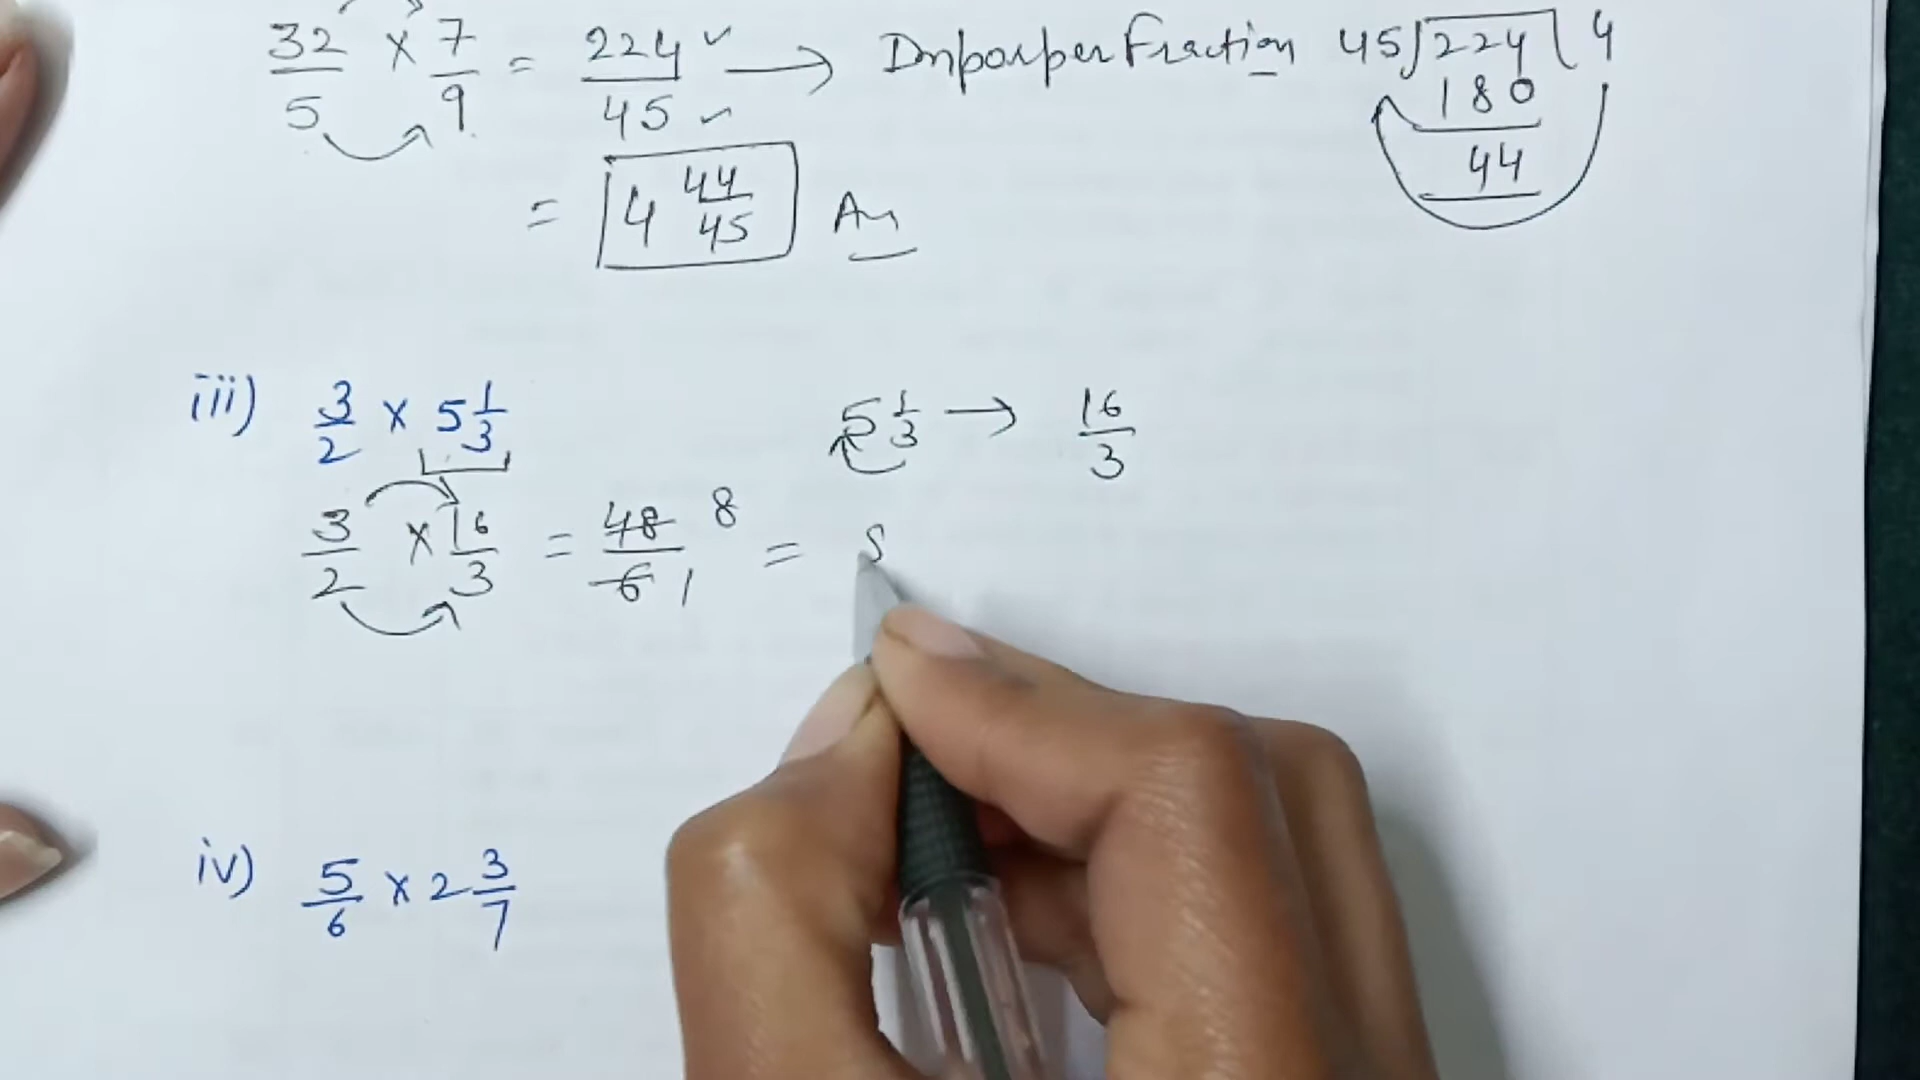 32/5 × 7/9 = 224/45 → Inporper Fraction 45)224(4
180
44
= 4 44/45 Ans
iii) 3/2 × 5 1/3 5 1/3 → 16/3
3/2 × 16/3 = 48/6 8/1 =
iv) 5/6 × 2 3/7